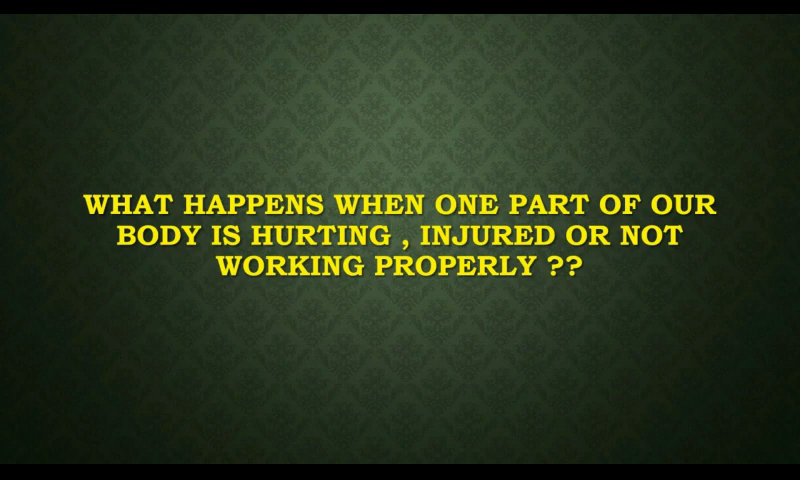 WHAT HAPPENS WHEN ONE PART OF OUR
BODY IS HURTING , INJURED OR NOT
WORKING PROPERLY ??